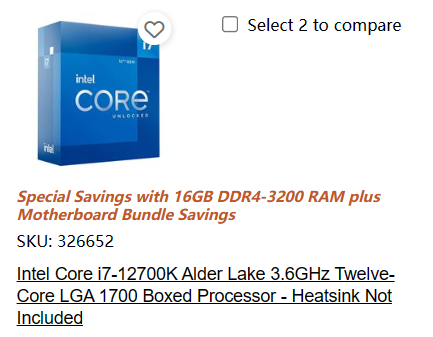 i7
i7
12TH GEN
Select 2 to compare
intel
CORE
UNLOCKED
intel
Special Savings with 16GB DDR4-3200 RAM plus
Motherboard Bundle Savings
SKU: 326652
Intel Core i7-12700K Alder Lake 3.6GHz Twelve-
Core LGA 1700 Boxed Processor - Heatsink Not
Included